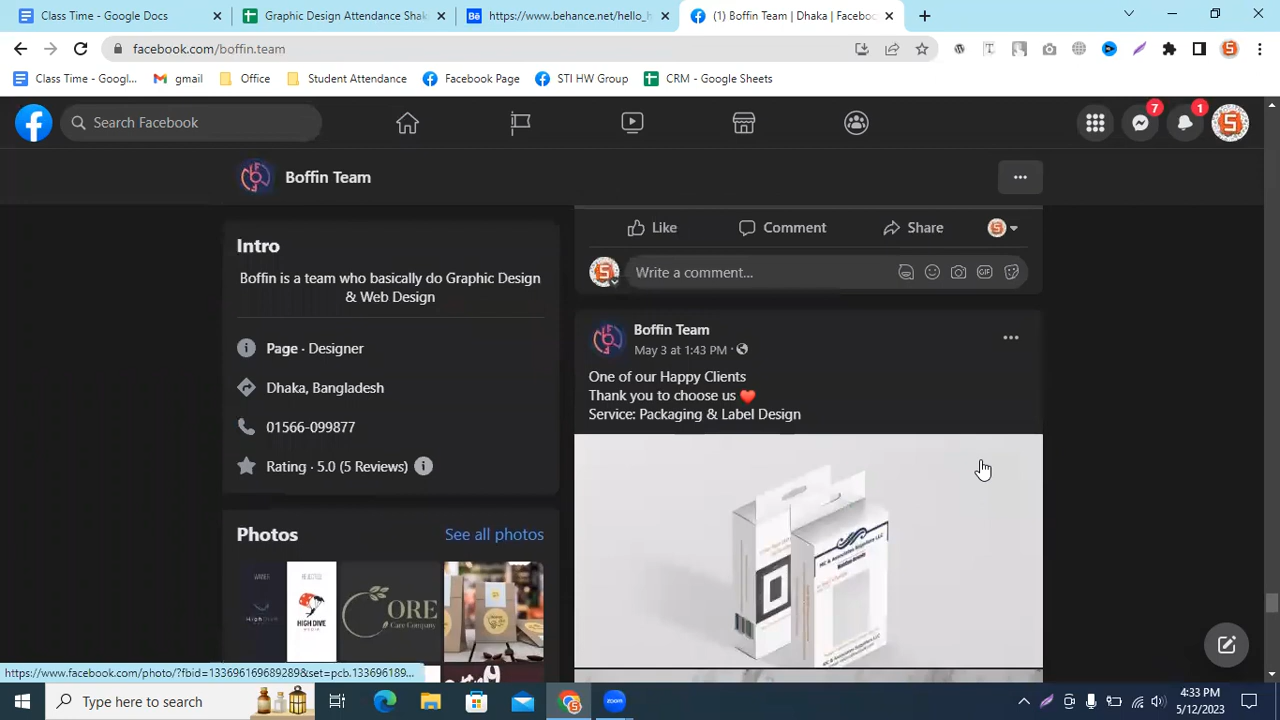 Class Time - Google Docs
Graphic Design Attendance Shak
https://www.behance.net/hello_h
(1) Boffin Team | Dhaka | Faceboo
facebook.com/boffin.team
Class Time - Googl...
gmail
Office
Student Attendance
Facebook Page
STI HW Group
CRM - Google Sheets
Search Facebook
7
1
Boffin Team
Intro
Boffin is a team who basically do Graphic Design
& Web Design
Page · Designer
Dhaka, Bangladesh
01566-099877
Rating · 5.0 (5 Reviews)
Photos
See all photos
HIGH DIVE
ORE
Care Company
Like
Comment
Share
Write a comment...
GIF
Boffin Team
May 3 at 1:43 PM ·
One of our Happy Clients
Thank you to choose us ❤️
Service: Packaging & Label Design
https://www.facebook.com/photo/?fbid=133696169689289&set=pcb.133696189...
Type here to search
zoom
4:33 PM
5/12/2023